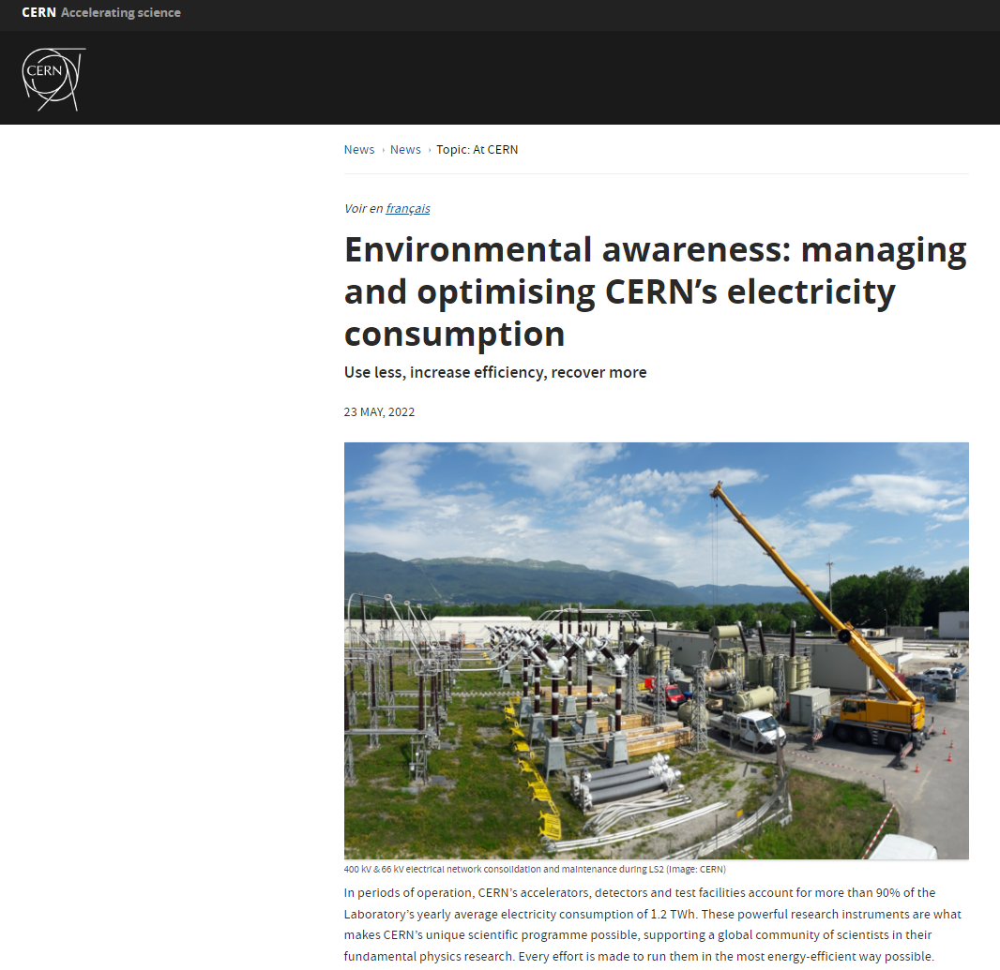 CERN Accelerating science
CERN
News › News › Topic: At CERN
Voir en français
Environmental awareness: managing
and optimising CERN’s electricity
consumption
Use less, increase efficiency, recover more
23 MAY, 2022
400 kV & 66 kV electrical network consolidation and maintenance during LS2 (Image: CERN)
In periods of operation, CERN’s accelerators, detectors and test facilities account for more than 90% of the
Laboratory’s yearly average electricity consumption of 1.2 TWh. These powerful research instruments are what
makes CERN’s unique scientific programme possible, supporting a global community of scientists in their
fundamental physics research. Every effort is made to run them in the most energy-efficient way possible.